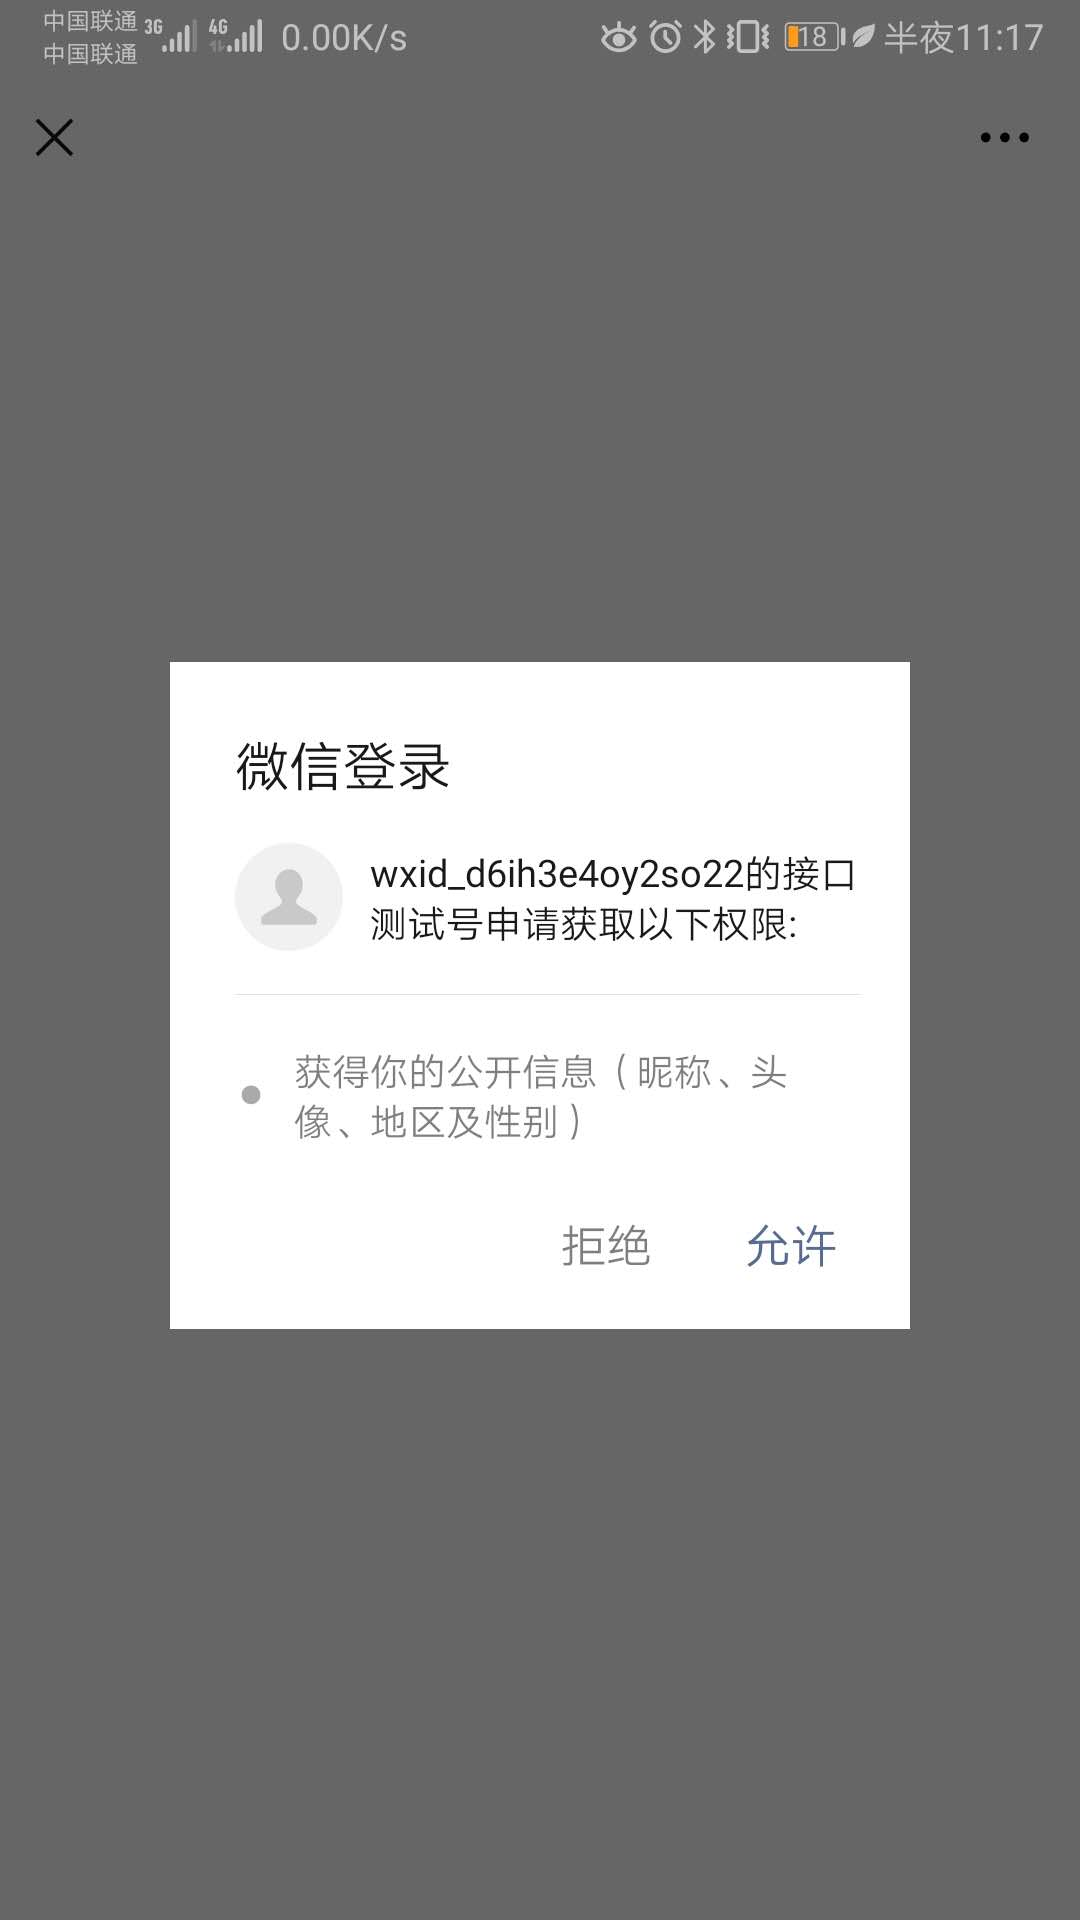 中国联通 3G 4G 0.00K/s 18 半夜11:17
中国联通
微信登录
wxid_d6ih3e4oy2so22的接口
测试号申请获取以下权限:
获得你的公开信息（昵称、头
像、地区及性别）
拒绝 允许